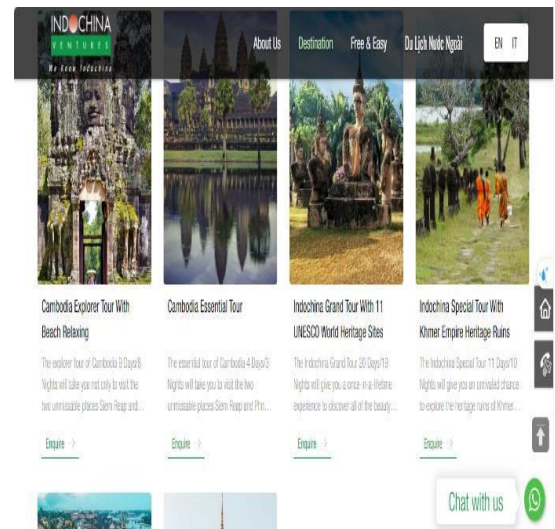 INDOCHINA
VENTURES
We Know Indochina
About Us Destination Free & Easy Du Lịch Nước Ngoài EN IT
Cambodia Explorer Tour With
Beach Relaxing
The explorer tour of Cambodia 9 Days/8
Nights will take you not only to visit the
two unmissable places Siem Reap and…
Enquire →
Cambodia Essential Tour
The essential tour of Cambodia 4 Days/3
Nights will take you to visit the two
unmissable places Siem Reap and Phn…
Enquire →
Indochina Grand Tour With 11
UNESCO World Heritage Sites
The Indochina Grand Tour 20 Days/19
Nights will give you a once-in-a-lifetime
experience to discover all of the beauty…
Enquire →
Indochina Special Tour With
Khmer Empire Heritage Ruins
The Indochina Special Tour 11 Days/10
Nights will give you an unrivaled chance
to explore the heritage ruins of Khmer…
Enquire →
Chat with us